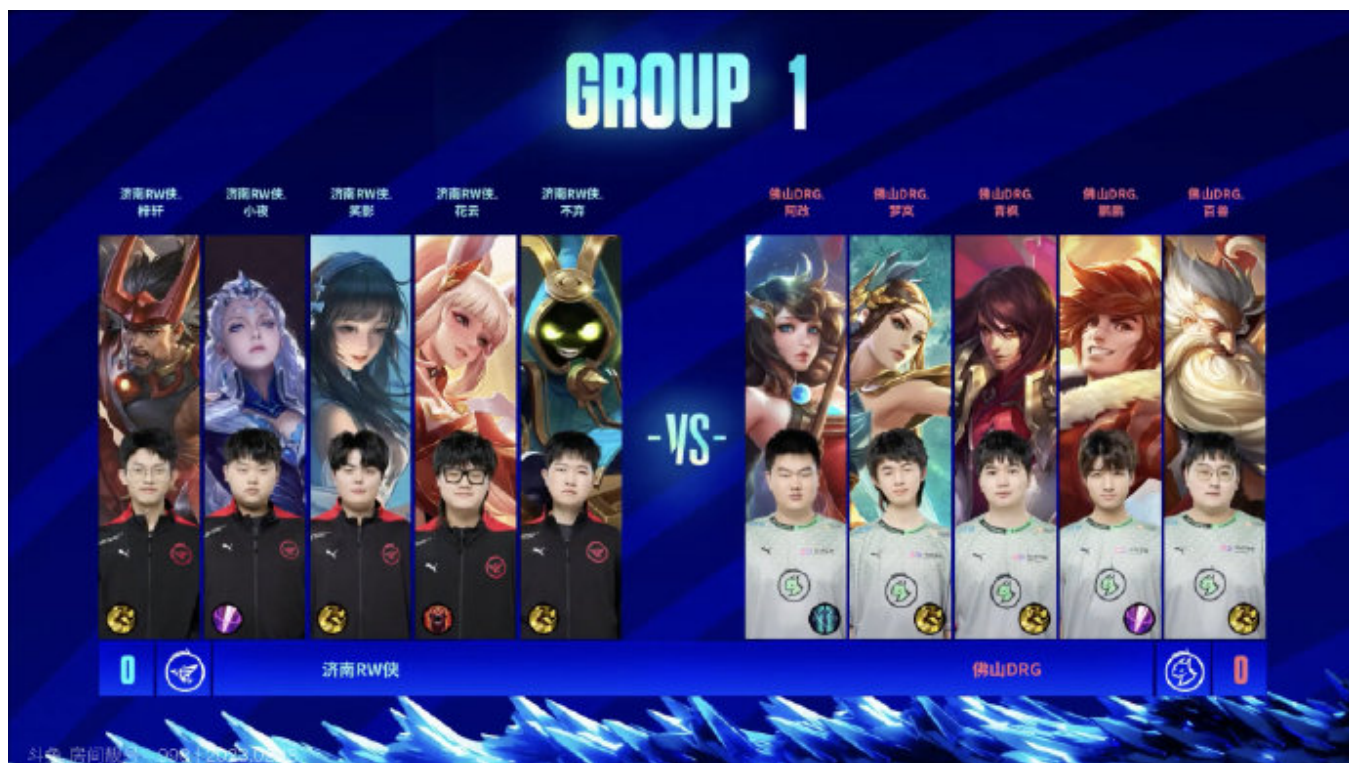 GROUP 1
济南RW侠.
梓轩
济南RW侠.
小夜
济南RW侠.
笑影
济南RW侠.
花云
济南RW侠.
不弃
佛山DRG.
阿改
佛山DRG.
梦岚
佛山DRG.
青枫
佛山DRG.
鹏鹏
佛山DRG.
百兽
-VS-
0
济南RW侠
佛山DRG
0